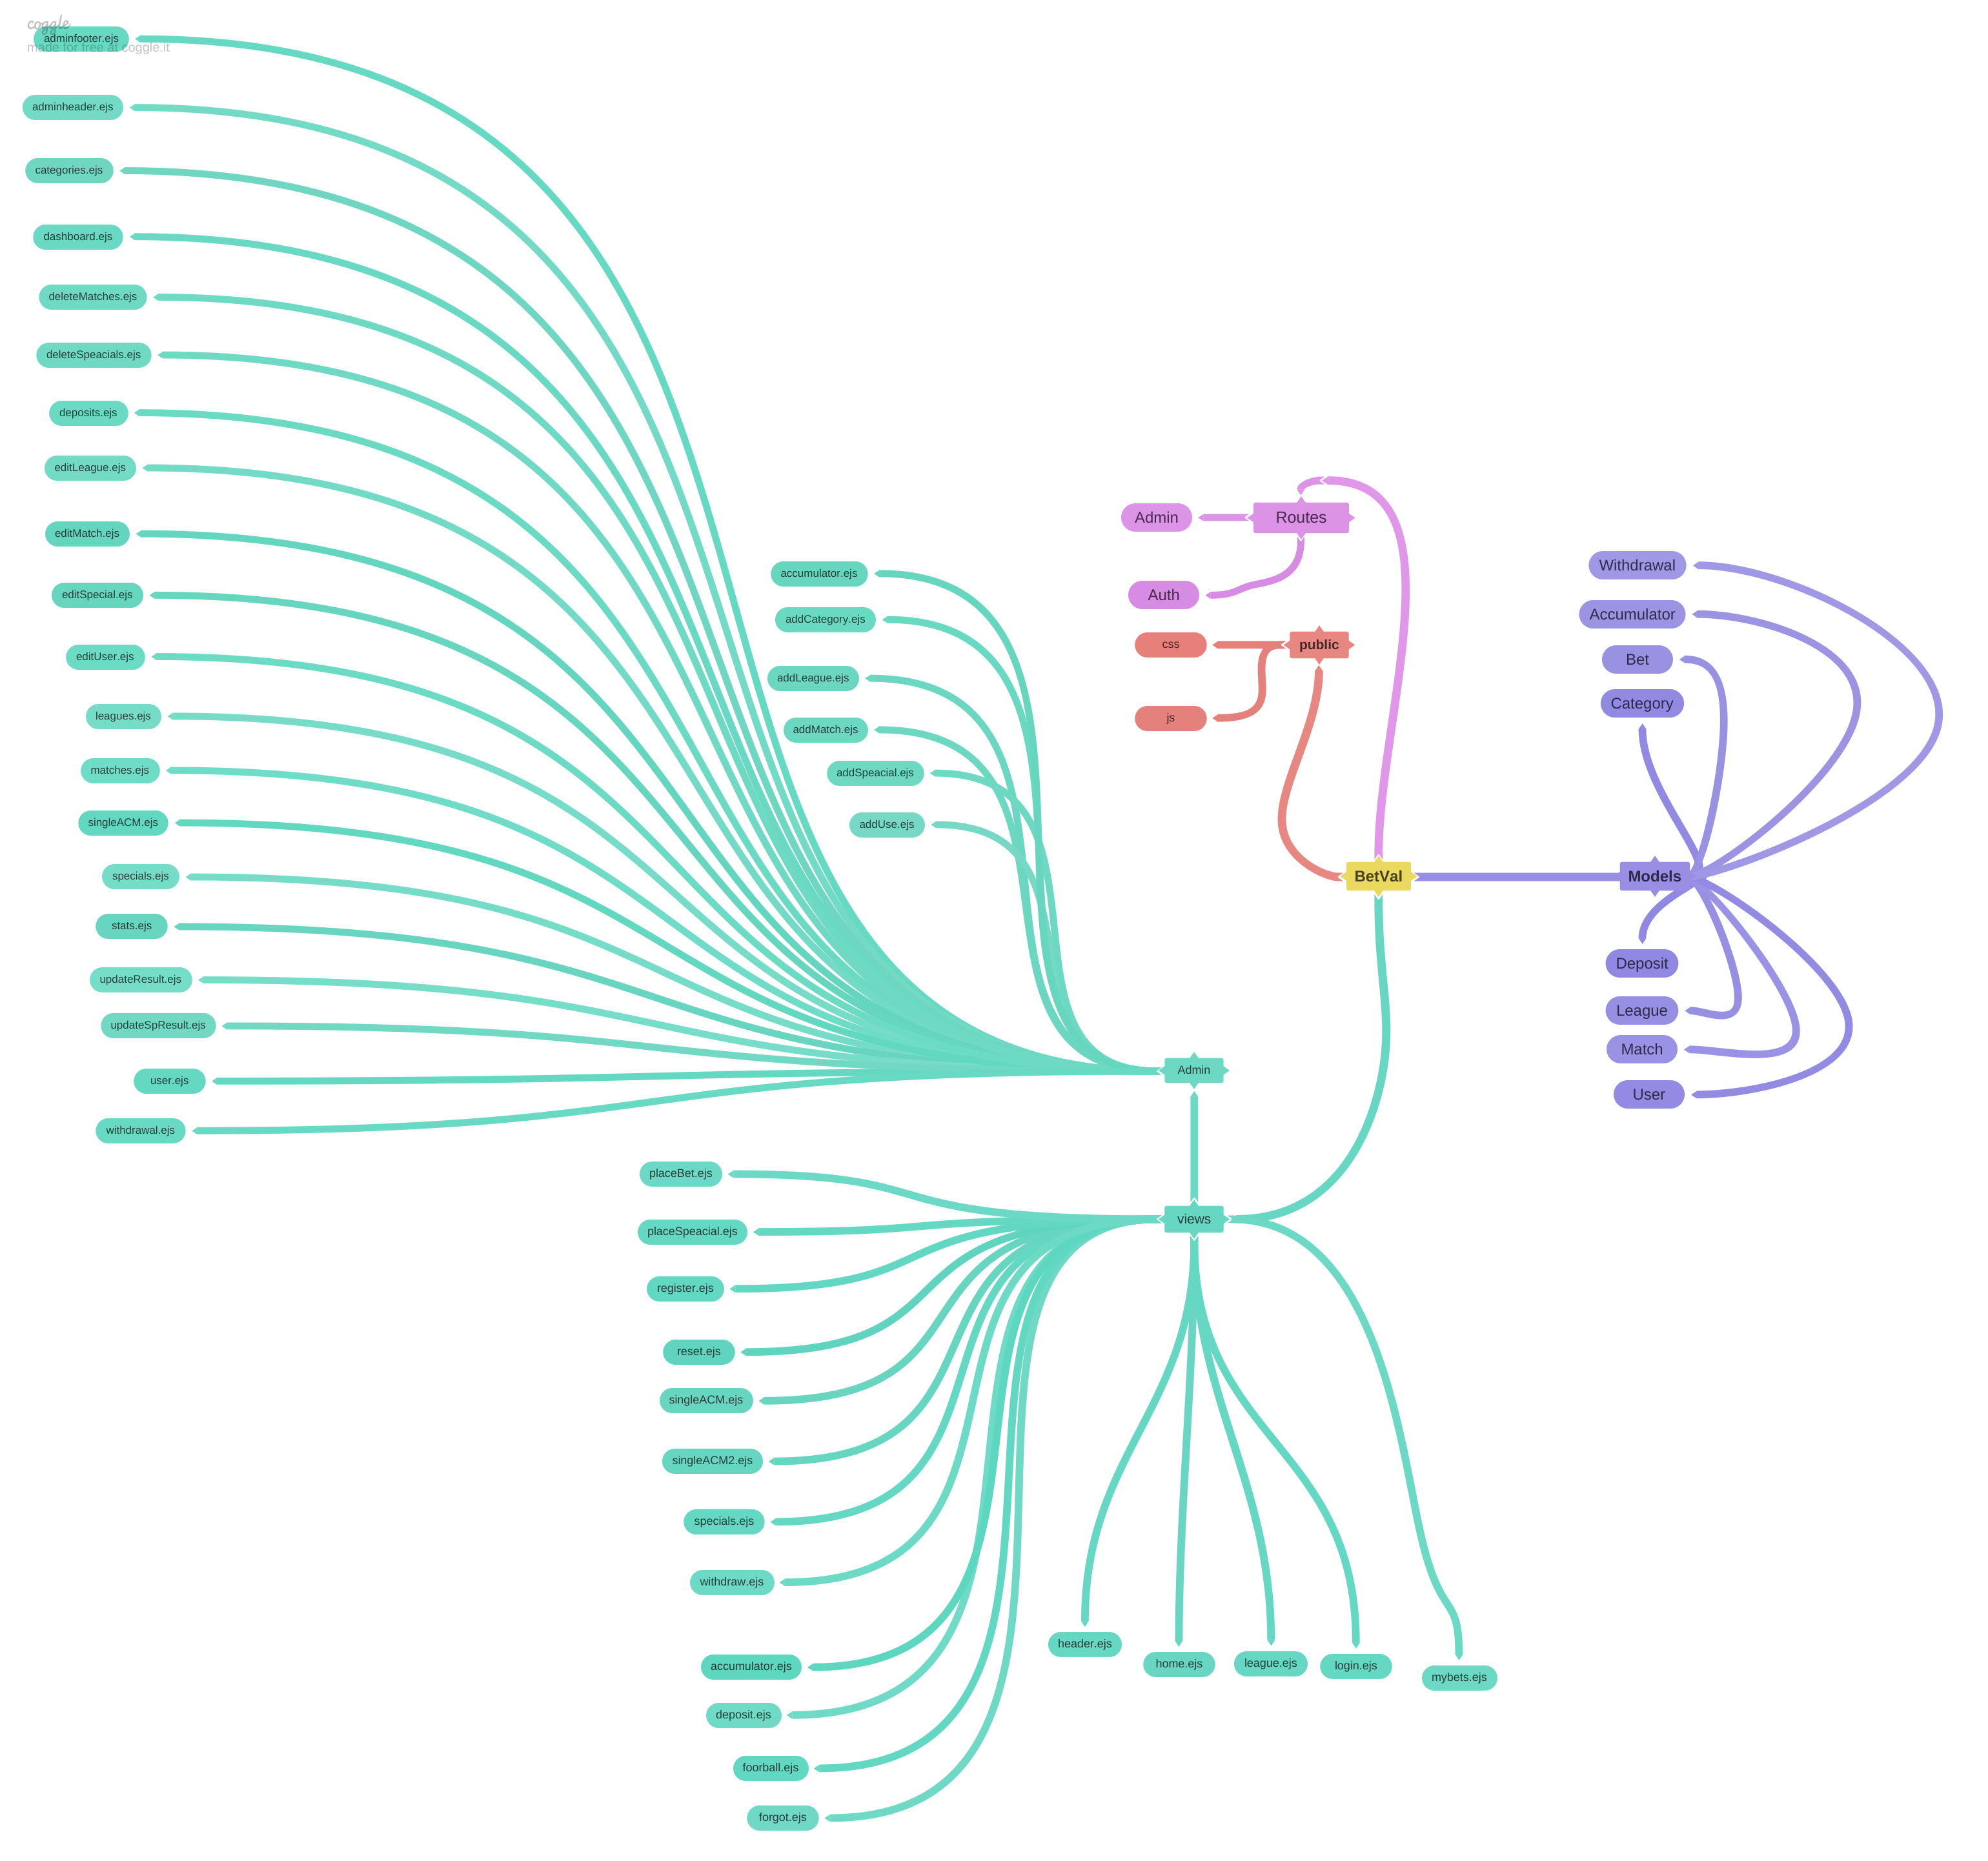 coggle
made for free at coggle.it
adminfooter.ejs
adminheader.ejs
categories.ejs
dashboard.ejs
deleteMatches.ejs
deleteSpeacials.ejs
deposits.ejs
editLeague.ejs
editMatch.ejs
editSpecial.ejs
editUser.ejs
leagues.ejs
matches.ejs
singleACM.ejs
specials.ejs
stats.ejs
updateResult.ejs
updateSpResult.ejs
user.ejs
withdrawal.ejs
accumulator.ejs
addCategory.ejs
addLeague.ejs
addMatch.ejs
addSpeacial.ejs
addUse.ejs
Admin
views
placeBet.ejs
placeSpeacial.ejs
register.ejs
reset.ejs
singleACM.ejs
singleACM2.ejs
specials.ejs
withdraw.ejs
accumulator.ejs
deposit.ejs
foorball.ejs
forgot.ejs
header.ejs
home.ejs
league.ejs
login.ejs
mybets.ejs
Routes
Admin
Auth
public
css
js
BetVal
Models
Withdrawal
Accumulator
Bet
Category
Deposit
League
Match
User